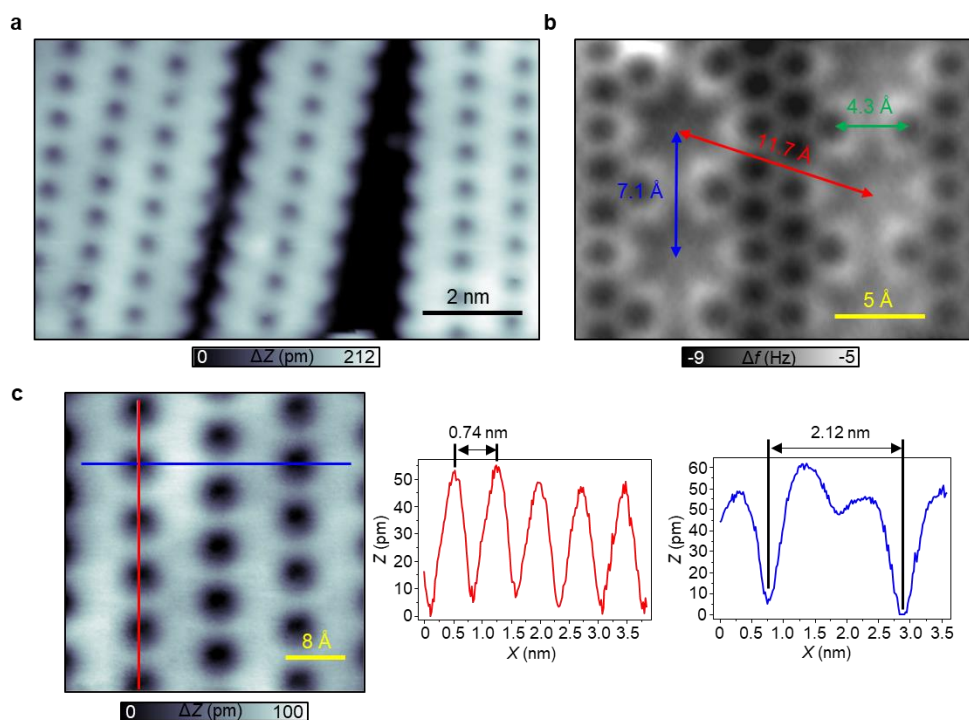 a
2 nm
0 ΔZ (pm) 212
b
4.3 Å
11.7 Å
7.1 Å
5 Å
-9 Δf (Hz) -5
c
8 Å
0 ΔZ (pm) 100
0.74 nm
Z (pm)
50
40
30
20
10
0
0 0.5 1.0 1.5 2.0 2.5 3.0 3.5
X (nm)
2.12 nm
Z (pm)
60
50
40
30
20
10
0
0 0.5 1.0 1.5 2.0 2.5 3.0 3.5
X (nm)